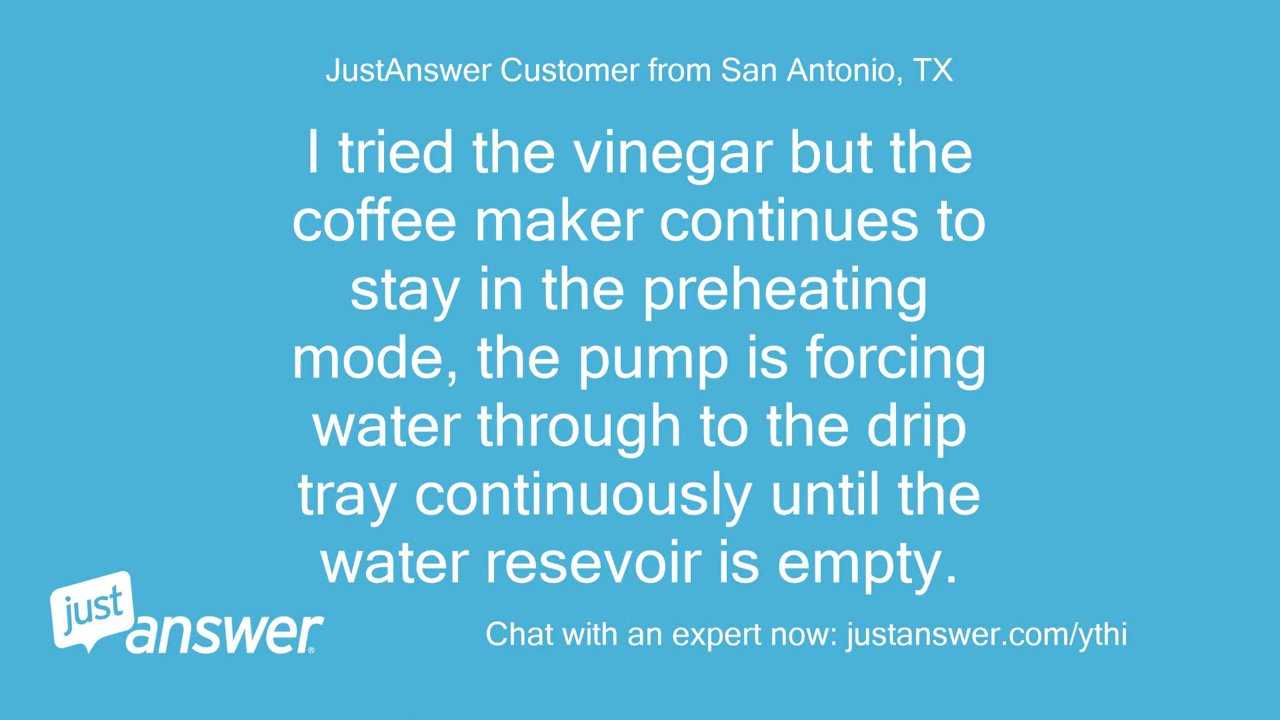 JustAnswer Customer from San Antonio, TX
I tried the vinegar but the
coffee maker continues to
stay in the preheating
mode, the pump is forcing
water through to the drip
tray continuously until the
water resevoir is empty.
just
answer®
Chat with an expert now: justanswer.com/ythi